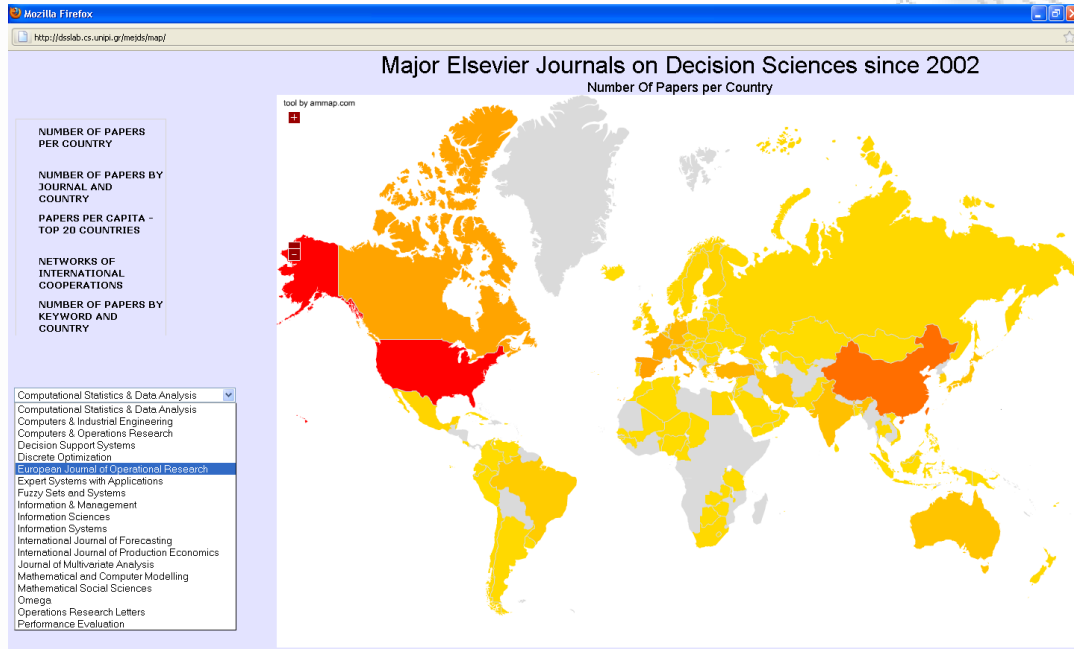 Mozilla Firefox
http://dsslab.cs.unipi.gr/mejds/map/
Major Elsevier Journals on Decision Sciences since 2002
Number Of Papers per Country
tool by ammap.com
+
−
NUMBER OF PAPERS
PER COUNTRY
NUMBER OF PAPERS BY
JOURNAL AND
COUNTRY
PAPERS PER CAPITA -
TOP 20 COUNTRIES
NETWORKS OF
INTERNATIONAL
COOPERATIONS
NUMBER OF PAPERS BY
KEYWORD AND
COUNTRY
Computational Statistics & Data Analysis
Computational Statistics & Data Analysis
Computers & Industrial Engineering
Computers & Operations Research
Decision Support Systems
Discrete Optimization
European Journal of Operational Research
Expert Systems with Applications
Fuzzy Sets and Systems
Information & Management
Information Sciences
Information Systems
International Journal of Forecasting
International Journal of Production Economics
Journal of Multivariate Analysis
Mathematical and Computer Modelling
Mathematical Social Sciences
Omega
Operations Research Letters
Performance Evaluation